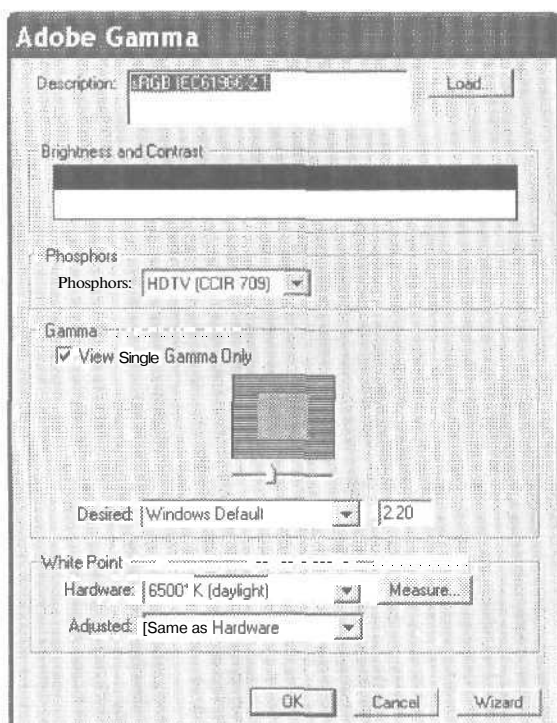 Adobe Gamma
Description: sRGB IEC61966-2.1
Load...
Brightness and Contrast
Phosphors
Phosphors: HDTV (CCIR 709)
Gamma
View Single Gamma Only
Desired: Windows Default 2.20
White Point
Hardware: 6500° K (daylight) Measure...
Adjusted: [Same as Hardware
OK Cancel Wizard